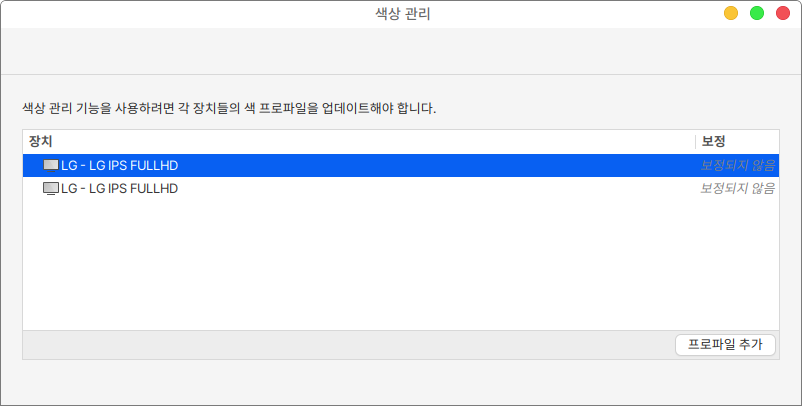 색상 관리
색상 관리 기능을 사용하려면 각 장치들의 색 프로파일을 업데이트해야 합니다.
장치 보정
LG - LG IPS FULLHD 보정되지 않음
LG - LG IPS FULLHD 보정되지 않음
프로파일 추가